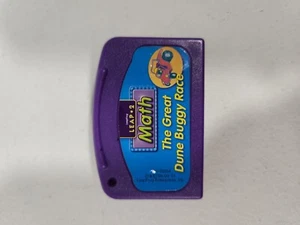 LEAP • 2
Math
The Great
Dune Buggy Race